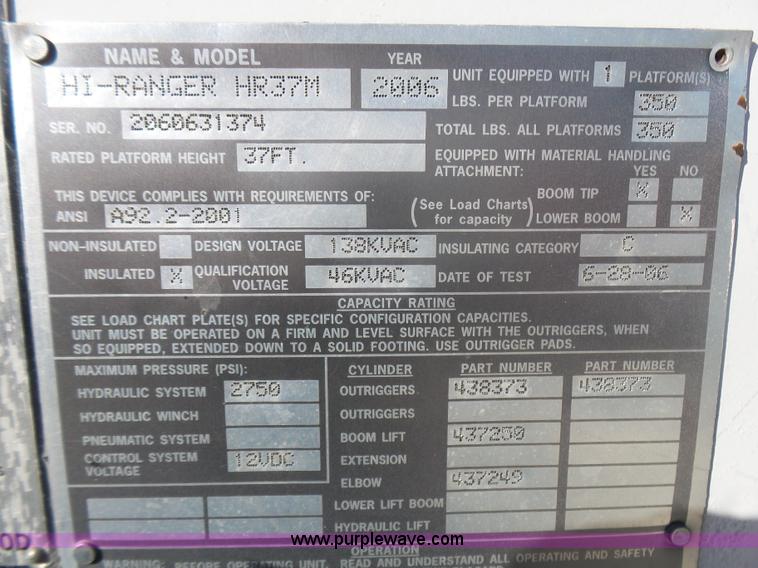 NAME & MODEL YEAR
HI-RANGER HR37M 2006 UNIT EQUIPPED WITH 1 PLATFORM(S)
LBS. PER PLATFORM 350
SER. NO. 2060631374 TOTAL LBS. ALL PLATFORMS 350
RATED PLATFORM HEIGHT 37FT. EQUIPPED WITH MATERIAL HANDLING
ATTACHMENT: YES NO
THIS DEVICE COMPLIES WITH REQUIREMENTS OF: (See Load Charts for capacity) BOOM TIP X
ANSI A92.2-2001 LOWER BOOM X
NON-INSULATED DESIGN VOLTAGE 138KVAC INSULATING CATEGORY C
INSULATED X QUALIFICATION VOLTAGE 46KVAC DATE OF TEST 6-28-06
CAPACITY RATING
SEE LOAD CHART PLATE(S) FOR SPECIFIC CONFIGURATION CAPACITIES.
UNIT MUST BE OPERATED ON A FIRM AND LEVEL SURFACE WITH THE OUTRIGGERS, WHEN
SO EQUIPPED, EXTENDED DOWN TO A SOLID FOOTING. USE OUTRIGGER PADS.
MAXIMUM PRESSURE (PSI): CYLINDER PART NUMBER PART NUMBER
HYDRAULIC SYSTEM 2750 OUTRIGGERS 438373 438373
HYDRAULIC WINCH OUTRIGGERS
PNEUMATIC SYSTEM BOOM LIFT 437250
CONTROL SYSTEM VOLTAGE 12VDC EXTENSION
ELBOW 437249
LOWER LIFT BOOM
HYDRAULIC LIFT
www.purplewave.com
OPERATION
WARNING: BEFORE OPERATING UNIT, READ AND UNDERSTAND ALL OPERATING AND SAFETY